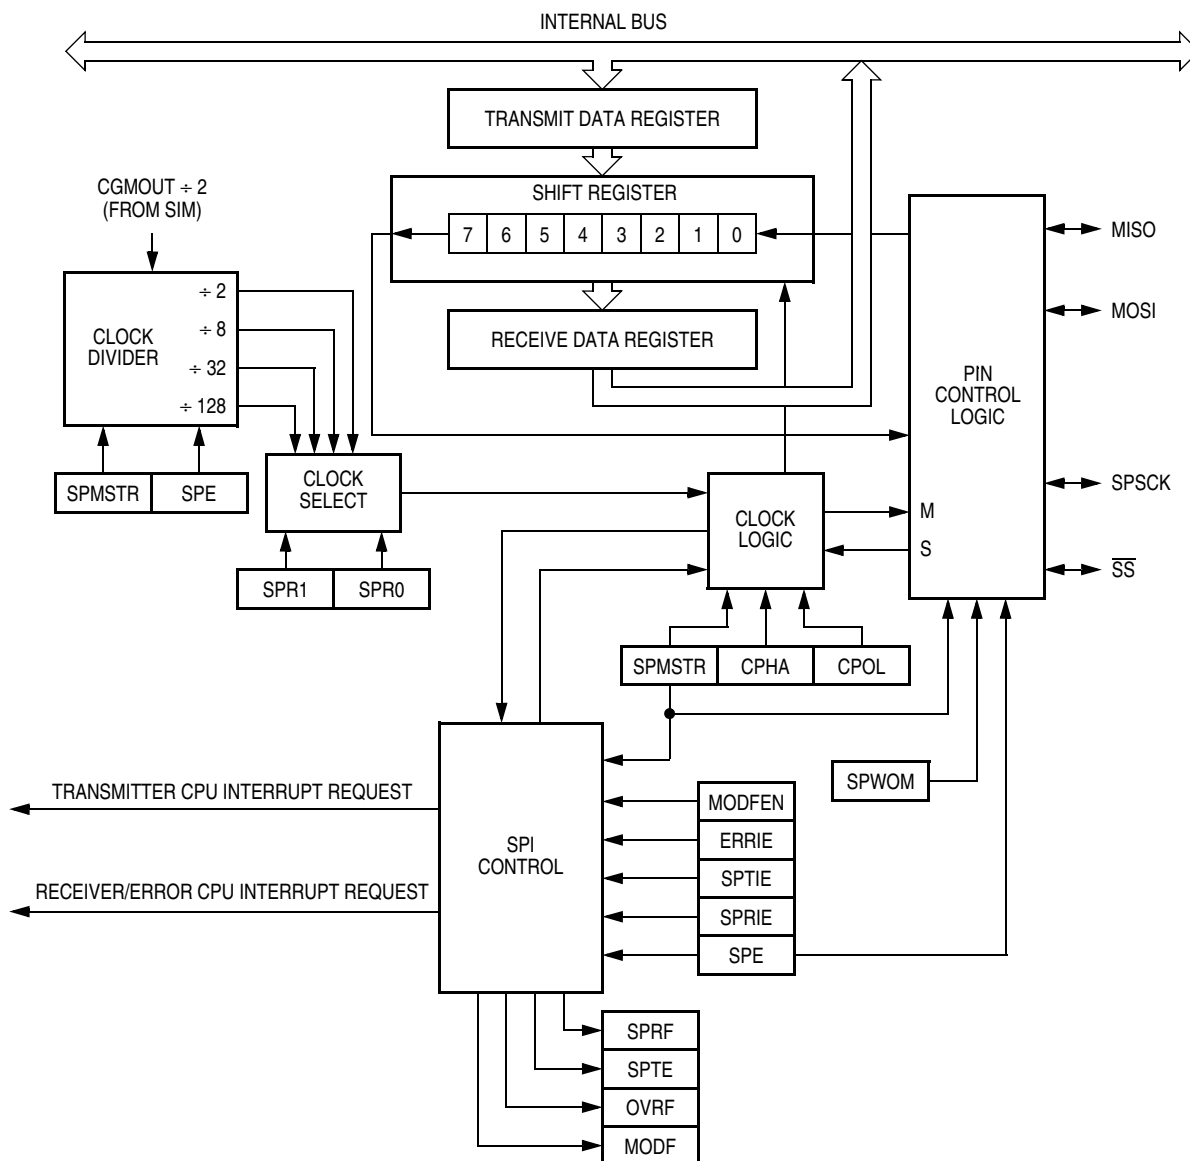 INTERNAL BUS
TRANSMIT DATA REGISTER
CGMOUT ÷ 2
(FROM SIM)
SHIFT REGISTER
7 6 5 4 3 2 1 0
MISO
÷ 2
÷ 8
CLOCK
DIVIDER
÷ 32
÷ 128
RECEIVE DATA REGISTER
MOSI
PIN
CONTROL
LOGIC
SPMSTR SPE
CLOCK
SELECT
SPSCK
CLOCK
LOGIC
M
S
SS
SPR1 SPR0
SPMSTR CPHA CPOL
SPWOM
TRANSMITTER CPU INTERRUPT REQUEST
MODFEN
ERRIE
SPI
CONTROL
SPTIE
RECEIVER/ERROR CPU INTERRUPT REQUEST
SPRIE
SPE
SPRF
SPTE
OVRF
MODF